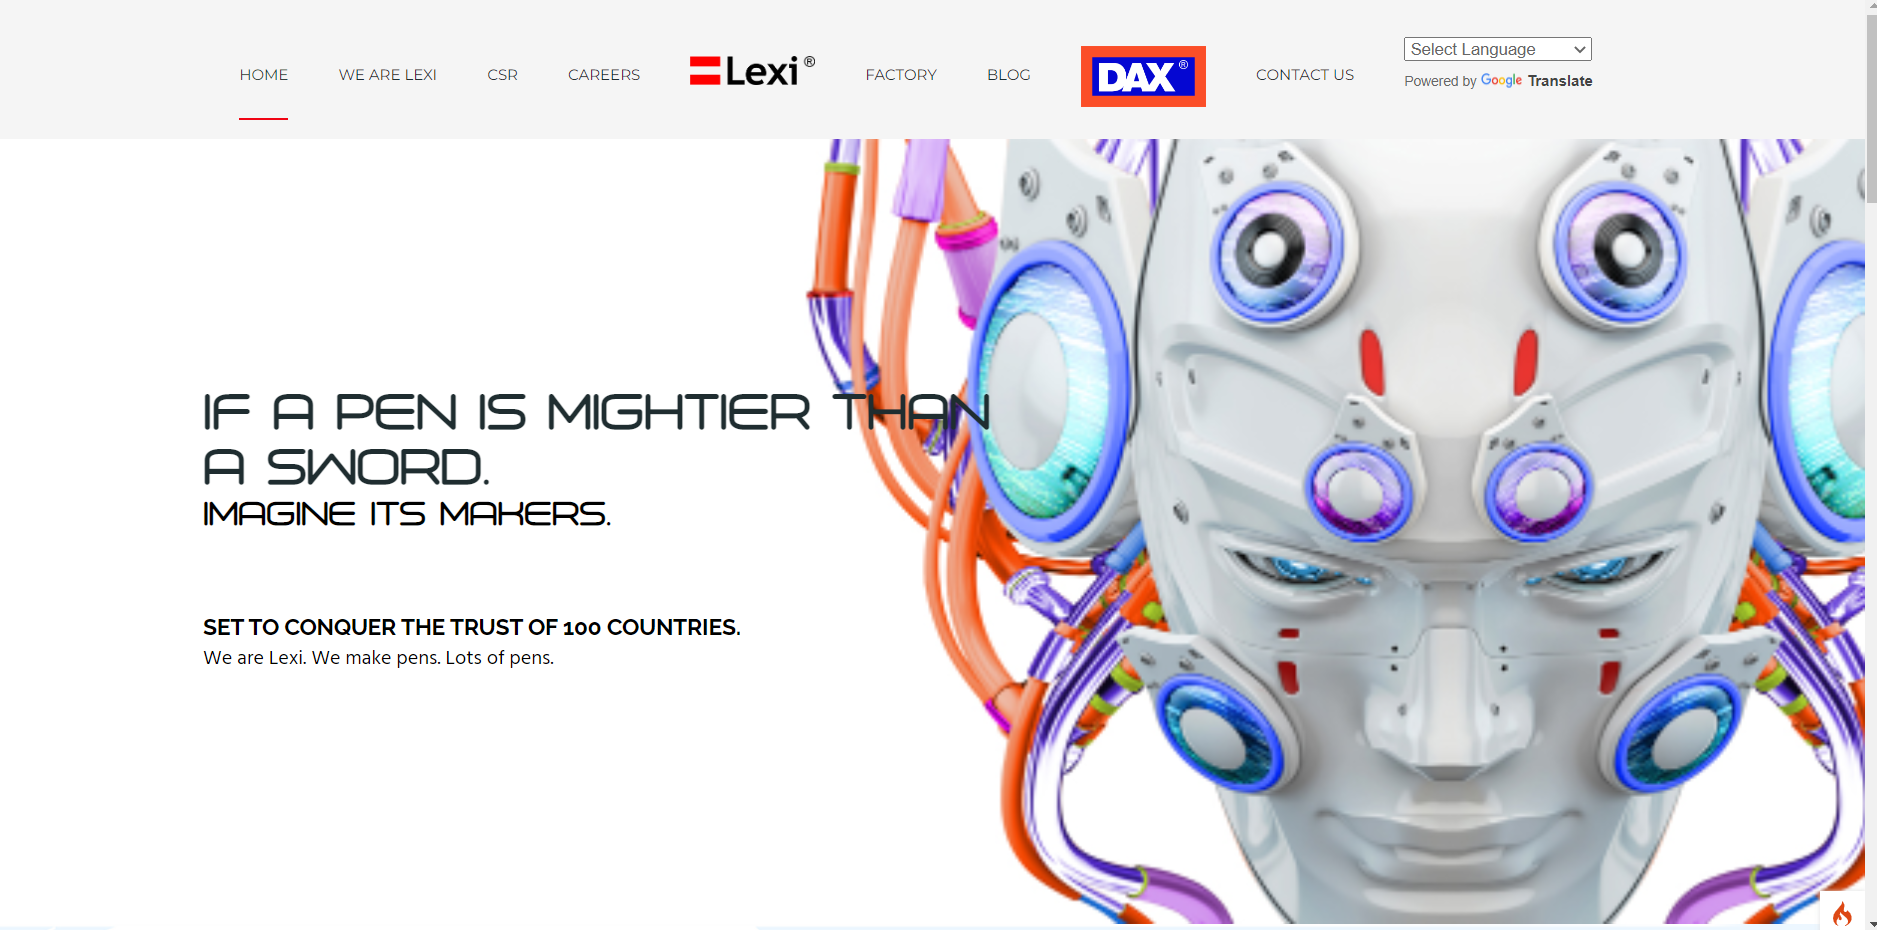 HOME WE ARE LEXI CSR CAREERS Lexi® FACTORY BLOG DAX® CONTACT US
Select Language
Powered by Google Translate
IF A PEN IS MIGHTIER THAN
A SWORD.
IMAGINE ITS MAKERS.
SET TO CONQUER THE TRUST OF 100 COUNTRIES.
We are Lexi. We make pens. Lots of pens.